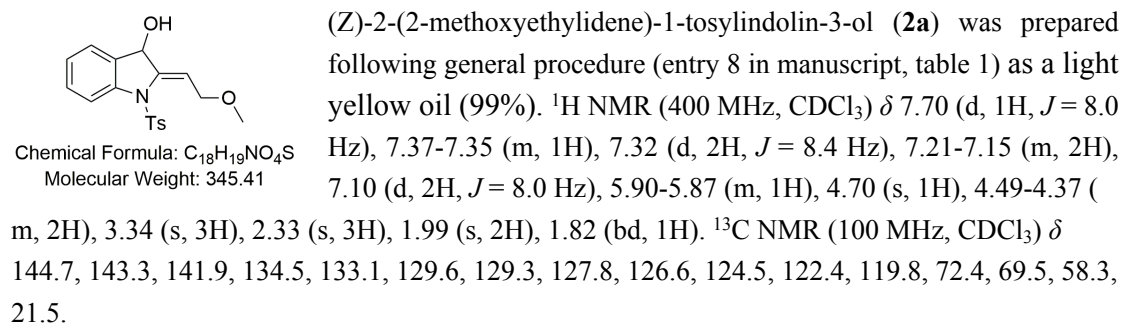 OH
N
Ts
O
Chemical Formula: C₁₈H₁₉NO₄S
Molecular Weight: 345.41
(Z)-2-(2-methoxyethylidene)-1-tosylindolin-3-ol (2a) was prepared
following general procedure (entry 8 in manuscript, table 1) as a light
yellow oil (99%). ¹H NMR (400 MHz, CDCl₃) δ 7.70 (d, 1H, J = 8.0
Hz), 7.37-7.35 (m, 1H), 7.32 (d, 2H, J = 8.4 Hz), 7.21-7.15 (m, 2H),
7.10 (d, 2H, J = 8.0 Hz), 5.90-5.87 (m, 1H), 4.70 (s, 1H), 4.49-4.37 (
m, 2H), 3.34 (s, 3H), 2.33 (s, 3H), 1.99 (s, 2H), 1.82 (bd, 1H). ¹³C NMR (100 MHz, CDCl₃) δ
144.7, 143.3, 141.9, 134.5, 133.1, 129.6, 129.3, 127.8, 126.6, 124.5, 122.4, 119.8, 72.4, 69.5, 58.3,
21.5.